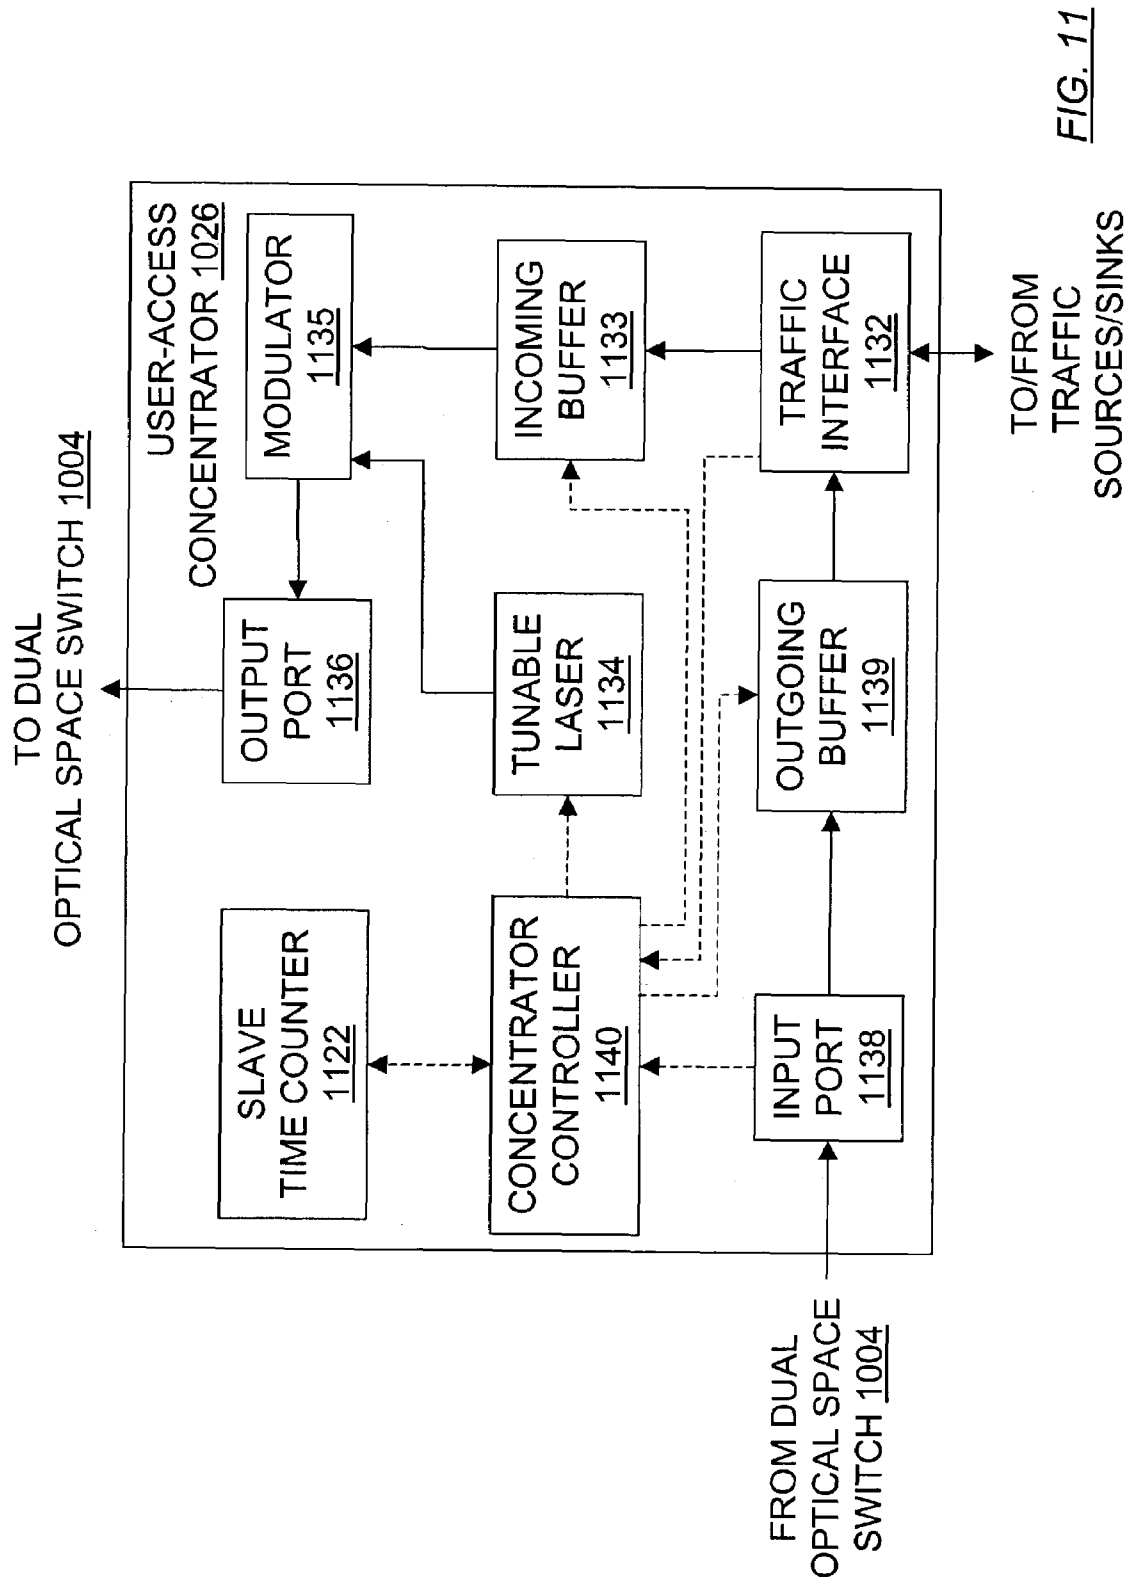 TO DUAL
OPTICAL SPACE SWITCH 1004
USER-ACCESS
CONCENTRATOR 1026
SLAVE
TIME COUNTER
1122
OUTPUT
PORT
1136
MODULATOR
1135
CONCENTRATOR
CONTROLLER
1140
TUNABLE
LASER
1134
INCOMING
BUFFER
1133
INPUT
PORT
1138
OUTGOING
BUFFER
1139
TRAFFIC
INTERFACE
1132
FROM DUAL
OPTICAL SPACE
SWITCH 1004
TO/FROM
TRAFFIC
SOURCES/SINKS
FIG. 11